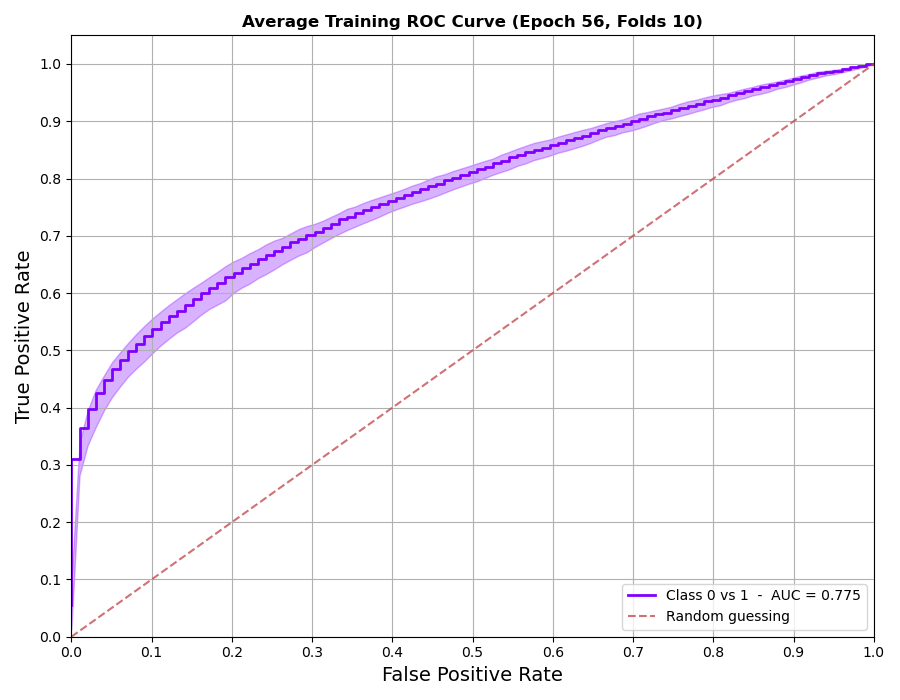 Average Training ROC Curve (Epoch 56, Folds 10)
True Positive Rate
1.0
0.9
0.8
0.7
0.6
0.5
0.4
0.3
0.2
0.1
0.0
Class 0 vs 1 - AUC = 0.775
Random guessing
0.0 0.1 0.2 0.3 0.4 0.5 0.6 0.7 0.8 0.9 1.0
False Positive Rate